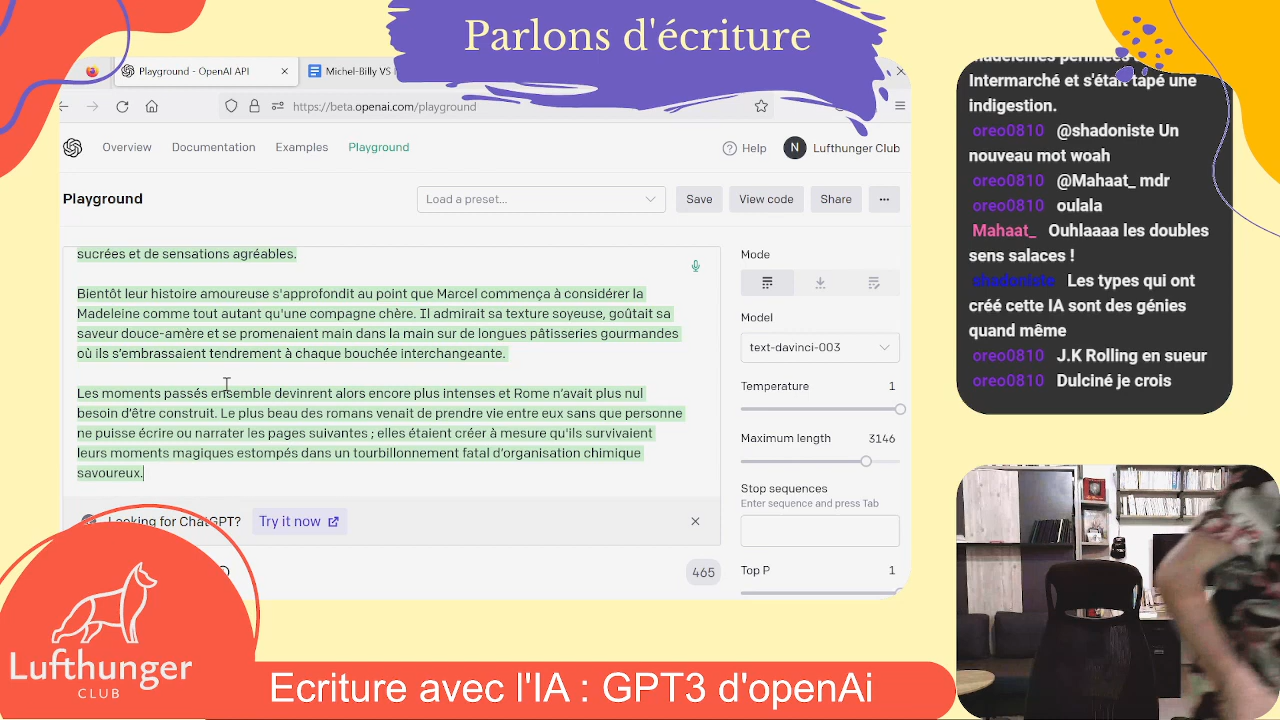 Parlons d'écriture
Playground - OpenAI API
Michel-Billy VS
https://beta.openai.com/playground
Overview
Documentation
Examples
Playground
Help
N
Lufthunger Club
Playground
Load a preset...
Save
View code
Share
...
sucrées et de sensations agréables.
Bientôt leur histoire amoureuse s'approfondit au point que Marcel commença à considérer la
Madeleine comme tout autant qu'une compagne chère. Il admirait sa texture soyeuse, goûtait sa
saveur douce-amère et se promenaient main dans la main sur de longues pâtisseries gourmandes
où ils s'embrassaient tendrement à chaque bouchée interchangeante.
Les moments passés ensemble devinrent alors encore plus intenses et Rome n'avait plus nul
besoin d'être construit. Le plus beau des romans venait de prendre vie entre eux sans que personne
ne puisse écrire ou narrater les pages suivantes ; elles étaient créer à mesure qu'ils survivaient
leurs moments magiques estompés dans un tourbillonnement fatal d'organisation chimique
savoureux.
Looking for ChatGPT?
Try it now
465
Mode
Model
text-davinci-003
Temperature
1
Maximum length
3146
Stop sequences
Enter sequence and press Tab
Top P
1
madeleines périmées
Intermarché et s'était tapé une
indigestion.
oreo0810 @shadoniste Un
nouveau mot woah
oreo0810 @Mahaat_ mdr
oreo0810 oulala
Mahaat_ Ouhlaaaa les doubles
sens salaces !
shadoniste Les types qui ont
créé cette IA sont des génies
quand même
oreo0810 J.K Rolling en sueur
oreo0810 Dulciné je crois
Lufthunger
CLUB
Ecriture avec l'IA : GPT3 d'openAi